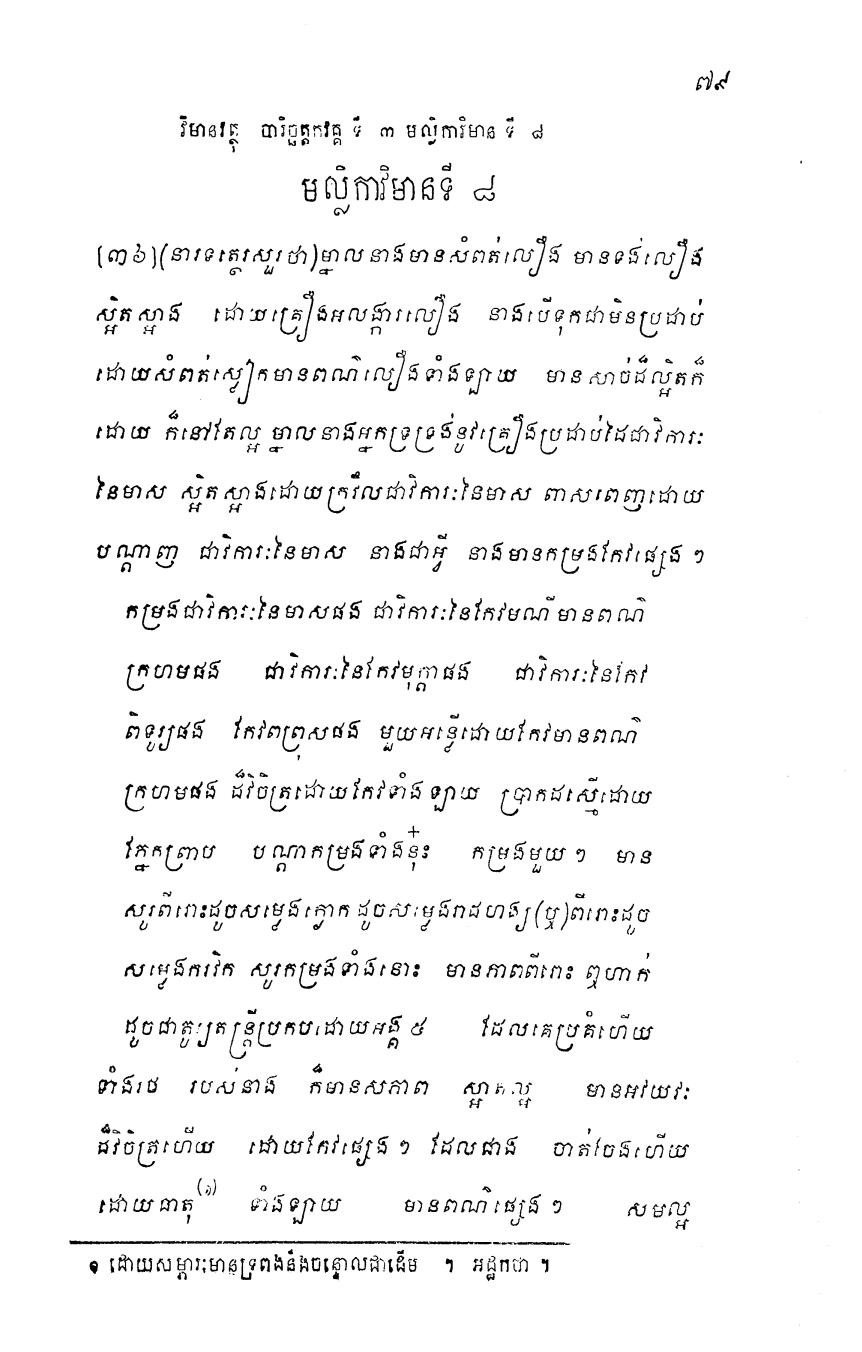 ៧៩
វិមានវត្ថុ បារិច្ឆត្តកវគ្គ ទី ៣ មល្លិកាវិមាន ទី ៨
មល្លិកាវិមានទី ៨
[៣៦] (នារទត្ថេរសួរថា) ម្នាលនាងមានសំពត់លឿង មានទង់លឿង
ស្អិតស្អាង ដោយគ្រឿងអលង្ការលឿង នាងបើទុកជាមិនប្រដាប់
ដោយសំពត់ស្លៀកមានពណ៌លឿងទាំងឡាយ មានសាច់ដ៏ល្អិតក៏
ដោយ ក៏នៅតែល្អ ម្នាលនាងអ្នកទ្រទ្រង់នូវគ្រឿងប្រដាប់ដៃជាវិការៈ
នៃមាស ស្អិតស្អាងដោយក្រវិលជាវិការៈនៃមាស ពាសពេញដោយ
បណ្តាញ ជាវិការៈនៃមាស នាងជាអ្វី នាងមានកម្រងកែវផ្សេង ៗ
កម្រងជាវិការៈនៃមាសផង ជាវិការៈនៃកែវមណីមានពណ៌
ក្រហមផង ជាវិការៈនៃកែវមុក្តាផង ជាវិការៈនៃកែវ
ពិទូរ្យផង កែវពព្រុសផង មួយអន្លើដោយកែវមានពណ៌
ក្រហមផង ដ៏វិចិត្រដោយកែវទាំងឡាយ ប្រាកដស្មើដោយ
ភ្នែកព្រាប បណ្តាកម្រងទាំងនុ៎ះ កម្រងមួយ ៗ មាន
សូរពីរោះដូចសម្លេងក្ងោក ដូចសម្លេងរាជហង្ស (ឬ) ពីរោះដូច
សម្លេងករវិក សូរកម្រងទាំងនោះ មានភាពពីរោះ ឮហាក់
ដូចជាតូរ្យតន្ត្រីប្រកបដោយអង្គ ៥ ដែលគេប្រគំហើយ
ទាំងរថ របស់នាង ក៏មានសភាព ស្អាតល្អ មានអវយវៈ
ដ៏វិចិត្រហើយ ដោយកែវផ្សេង ៗ ដែលជាង ចាត់ចែងហើយ
ដោយធាតុ (១) ទាំងឡាយ មានពណ៌ផ្សេង ៗ សមល្អ
១ ដោយសម្ភារៈមានទ្រពងនឹងចន្ទោលជាដើម ។ អដ្ឋកថា ។